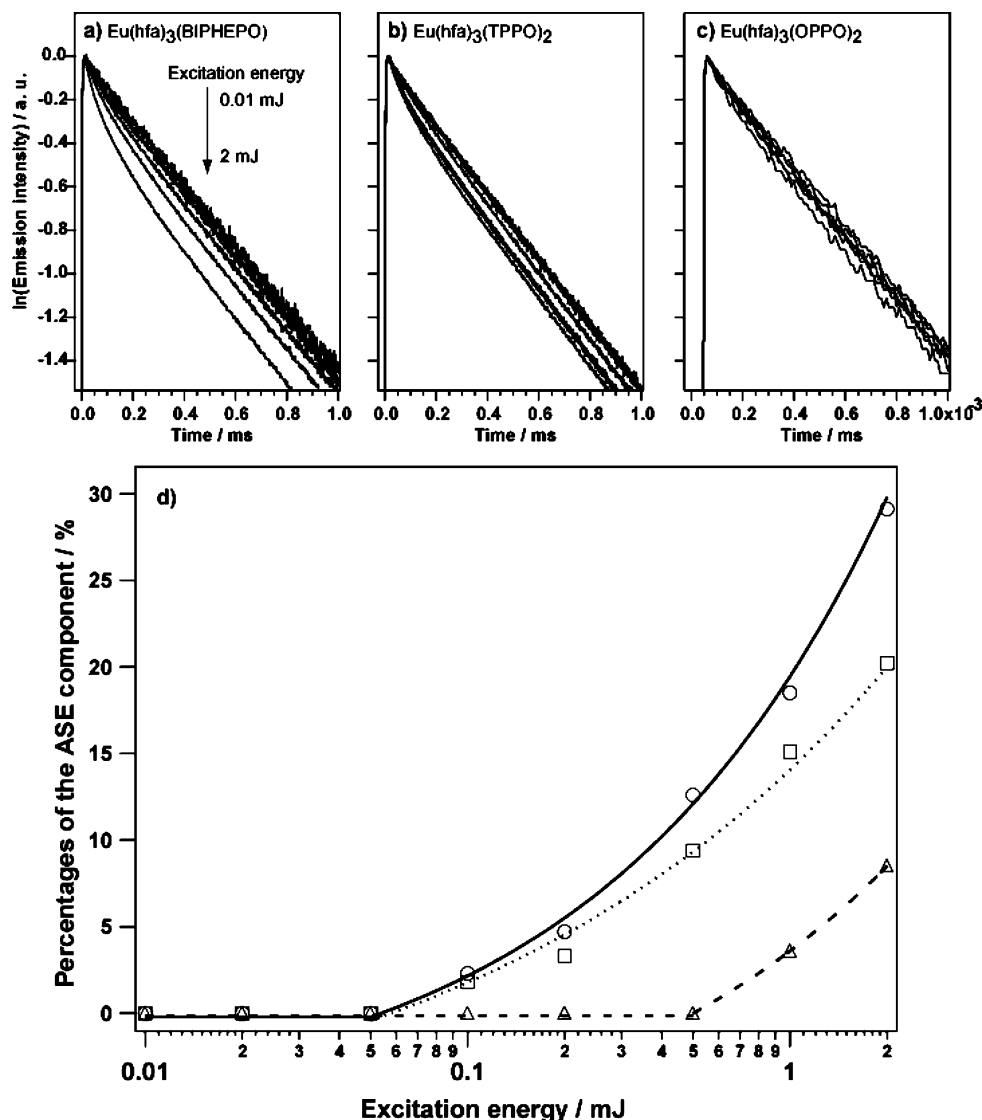 a) Eu(hfa)3(BIPHEPO)
b) Eu(hfa)3(TPPO)2
c) Eu(hfa)3(OPPO)2
Excitation energy
0.01 mJ
2 mJ
ln(Emission intensity) / a. u.
0.0
-0.2
-0.4
-0.6
-0.8
-1.0
-1.2
-1.4
0.0 0.2 0.4 0.6 0.8 1.0
0.0 0.2 0.4 0.6 0.8 1.0
0.0 0.2 0.4 0.6 0.8 1.0x10-3
Time / ms
Time / ms
Time / ms
d)
Percentages of the ASE component / %
30
25
20
15
10
5
0
2 3 4 5 6 7 8 9 2 3 4 5 6 7 8 9 2
0.01 0.1 1
Excitation energy / mJ